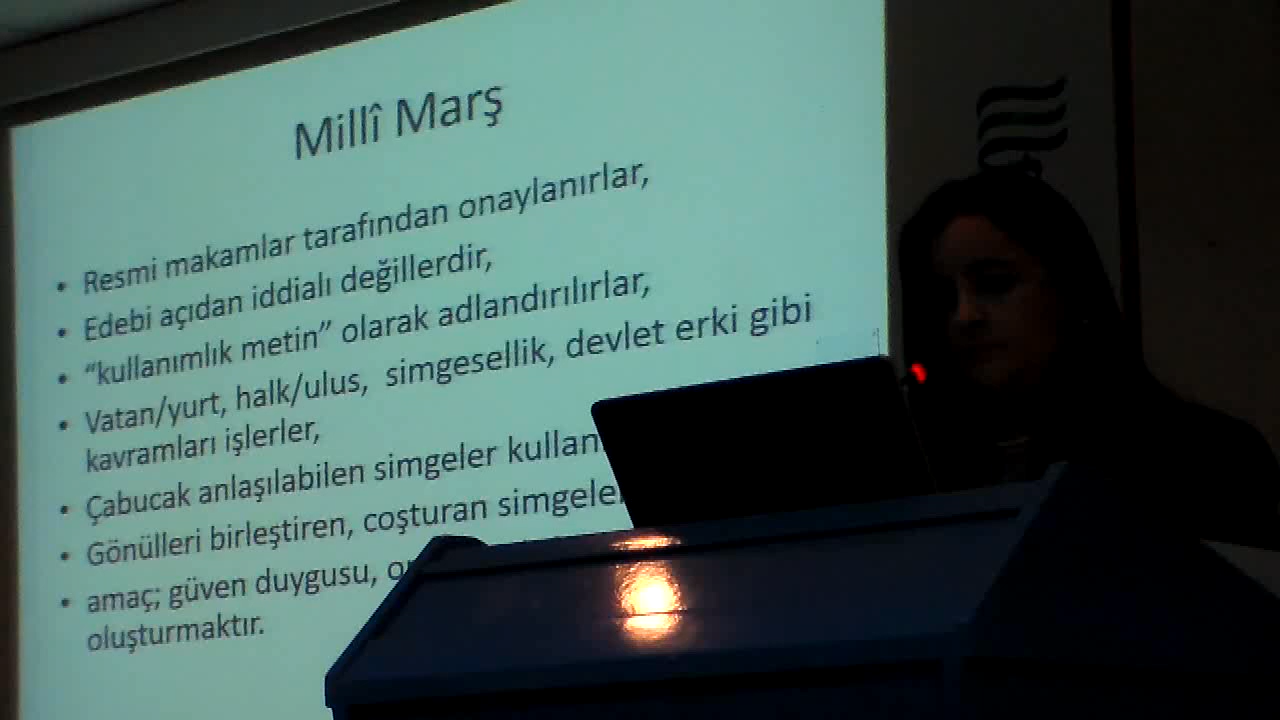 Millî Marş
• Resmi makamlar tarafından onaylanırlar,
• Edebi açıdan iddialı değillerdir,
• “kullanımlık metin” olarak adlandırılırlar,
• Vatan/yurt, halk/ulus, simgesellik, devlet erki gibi
kavramları işlerler,
• Çabucak anlaşılabilen simgeler
• Gönülleri birleştiren, coşturan
• amaç; güven duygusu,
oluşturmaktır.